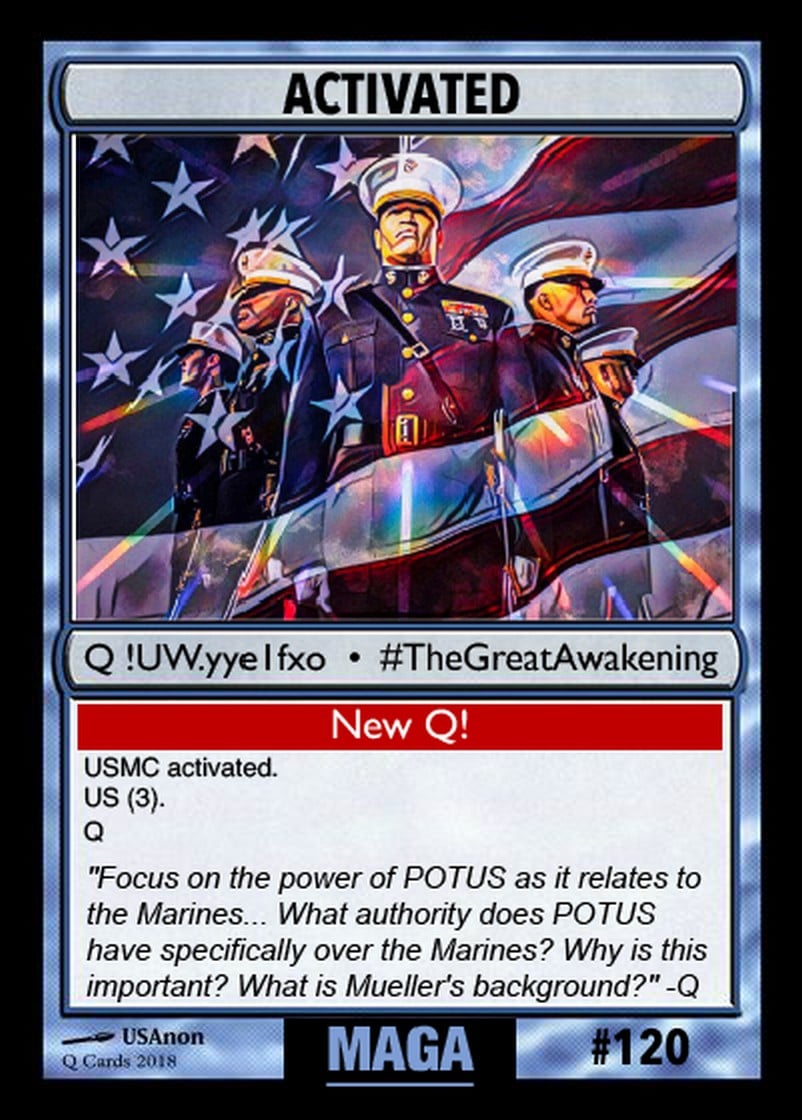 ACTIVATED
Q !UW.yye1fxo • #TheGreatAwakening
New Q!
USMC activated.
US (3).
Q
"Focus on the power of POTUS as it relates to
the Marines... What authority does POTUS
have specifically over the Marines? Why is this
important? What is Mueller's background?" -Q
USAnon
Q Cards 2018
MAGA
#120